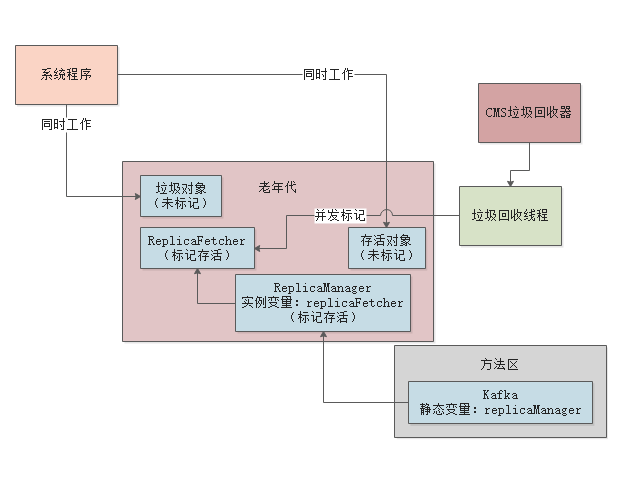 系统程序
同时工作
同时工作
CMS垃圾回收器
垃圾对象
（未标记）
老年代
并发标记
垃圾回收线程
ReplicaFetcher
（标记存活）
存活对象
（未标记）
ReplicaManager
实例变量：replicaFetcher
（标记存活）
方法区
Kafka
静态变量：replicaManager